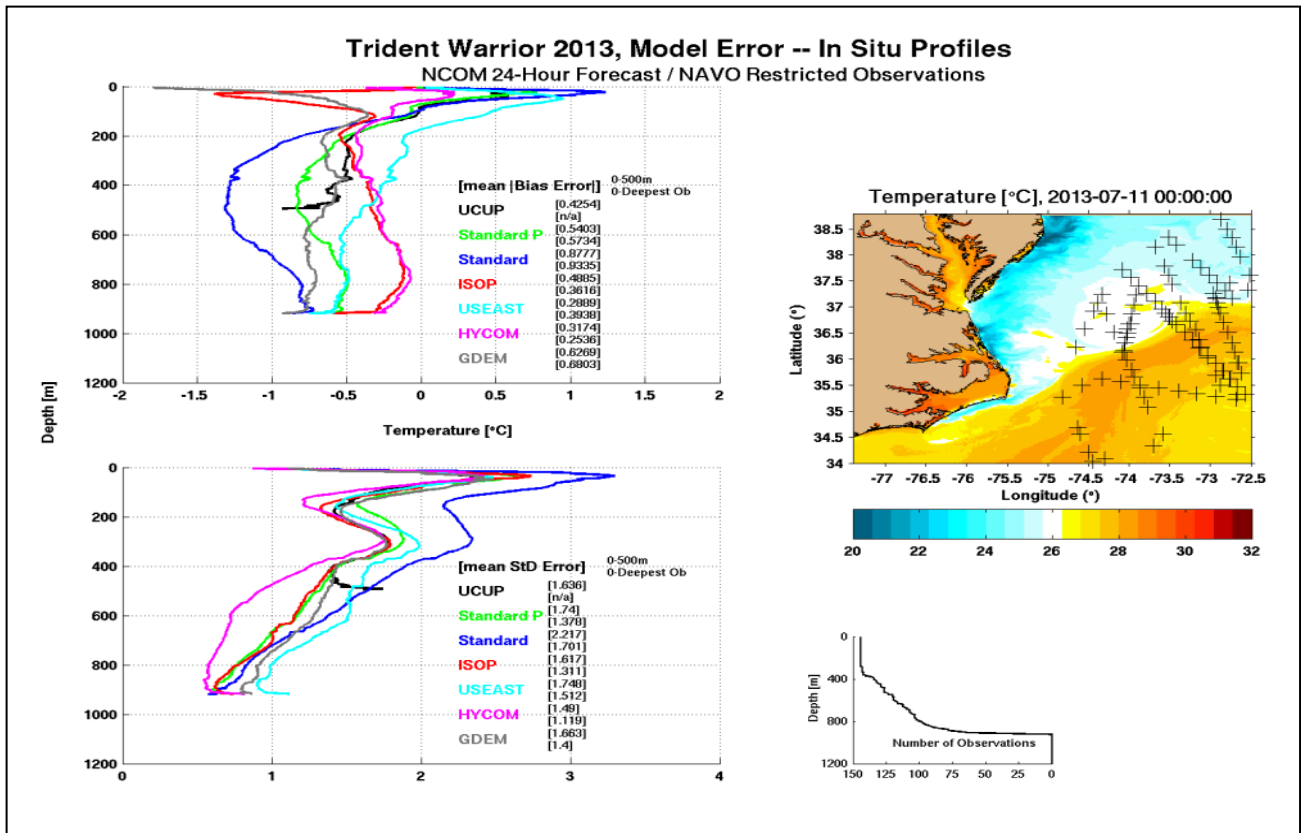 Trident Warrior 2013, Model Error -- In Situ Profiles
NCOM 24-Hour Forecast / NAVO Restricted Observations
0
200
400
600
800
1000
1200
-2
-1.5
-1
-0.5
0
0.5
1
1.5
2
Depth [m]
Temperature [°C]
[mean |Bias Error|]
0-500m
0-Deepest Ob
UCUP
[0.4254]
[n/a]
Standard P
[0.5403]
[0.5734]
Standard
[0.8777]
[0.9335]
ISOP
[0.4885]
[0.3616]
USEAST
[0.2889]
[0.3938]
HYCOM
[0.3174]
[0.2536]
GDEM
[0.6269]
[0.6803]
0
200
400
600
800
1000
1200
0
1
2
3
4
[mean StD Error]
0-500m
0-Deepest Ob
UCUP
[1.636]
[n/a]
Standard P
[1.74]
[1.378]
Standard
[2.217]
[1.701]
ISOP
[1.617]
[1.311]
USEAST
[1.748]
[1.512]
HYCOM
[1.49]
[1.119]
GDEM
[1.663]
[1.4]
Temperature [°C], 2013-07-11 00:00:00
38.5
38
37.5
37
36.5
36
35.5
35
34.5
34
Latitude (°)
-77
-76.5
-76
-75.5
-75
-74.5
-74
-73.5
-73
-72.5
Longitude (°)
20
22
24
26
28
30
32
0
400
800
1200
Depth [m]
Number of Observations
150
125
100
75
50
25
0